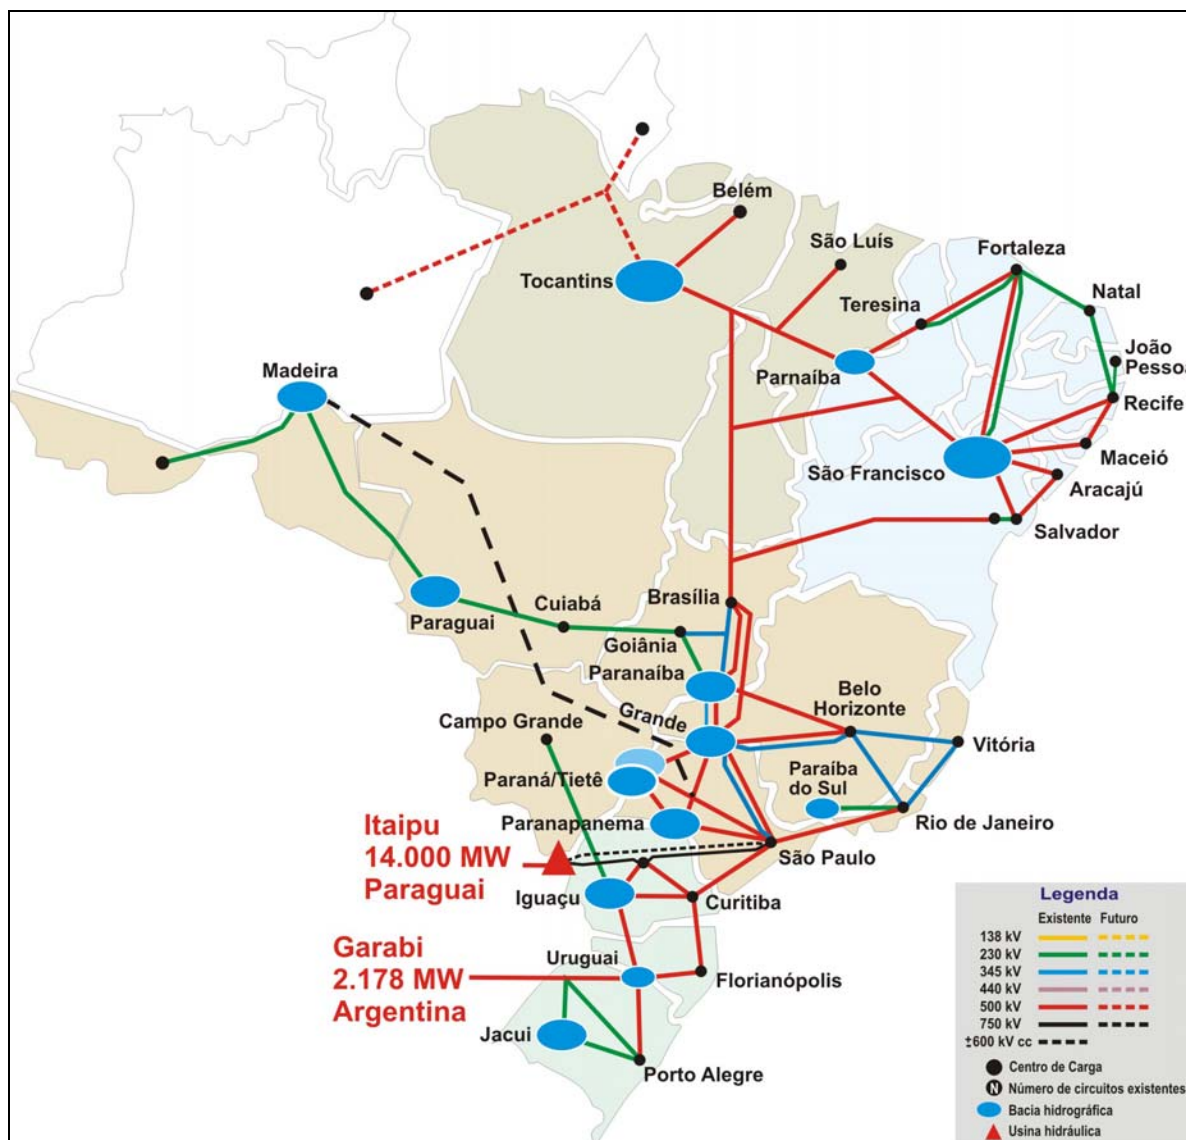 Belém
São Luís
Fortaleza
Tocantins
Teresina
Natal
João
Pessoa
Madeira
Parnaíba
Recife
São Francisco
Maceió
Aracajú
Salvador
Brasília
Cuiabá
Paraguai
Goiânia
Paranaíba
Belo
Horizonte
Grande
Campo Grande
Vitória
Paraíba
do Sul
Paraná/Tietê
Paranapanema
Rio de Janeiro
Itaipu
14.000 MW
Paraguai
São Paulo
Iguaçu
Curitiba
Garabi
2.178 MW
Argentina
Uruguai
Florianópolis
Jacui
Porto Alegre
Legenda
Existente Futuro
138 kV
230 kV
345 kV
440 kV
500 kV
750 kV
±600 kV cc
Centro de Carga
N Número de circuitos existentes
Bacia hidrográfica
Usina hidráulica